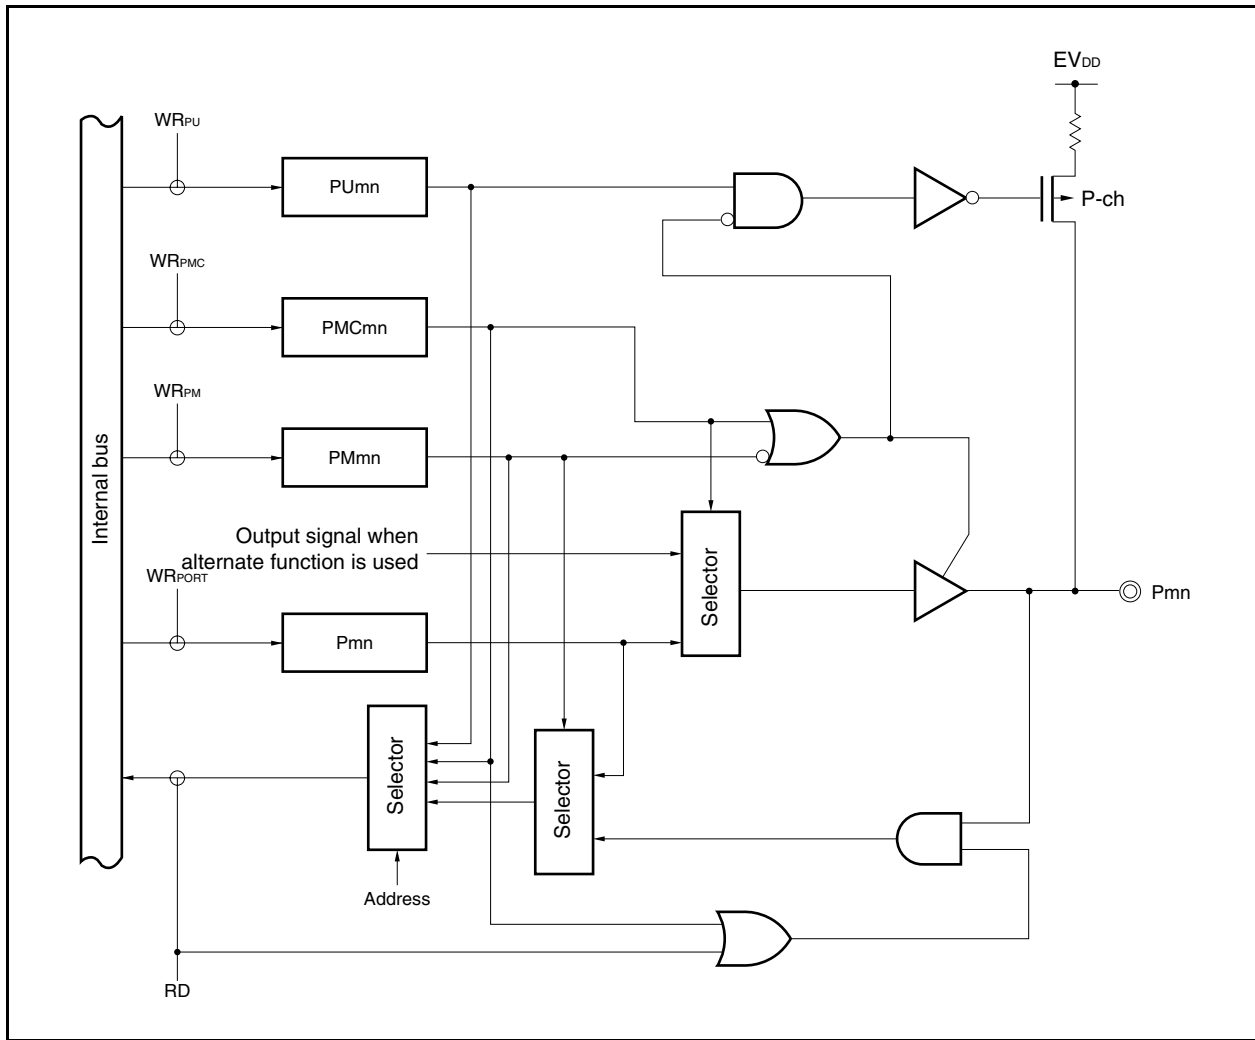 EVDD
WRPU
PUmn
P-ch
WRPMC
PMCmn
WRPM
PMmn
Internal bus
Output signal when
alternate function is used
Selector
WRPORT
Pmn
Pmn
Selector
Selector
Address
RD